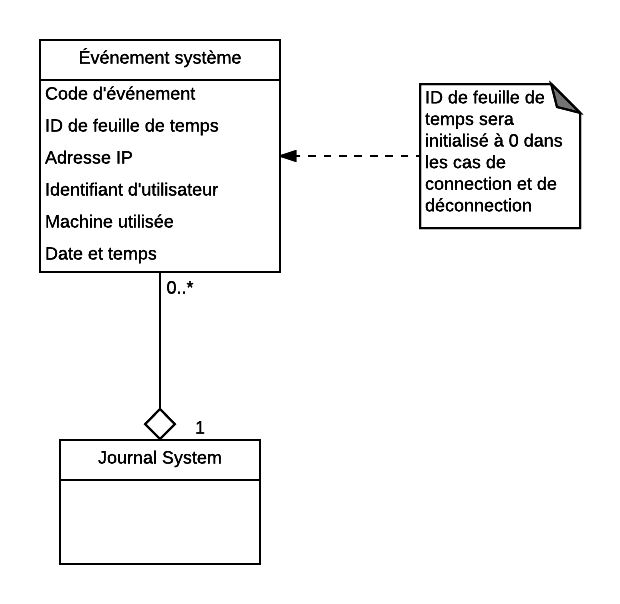 Événement système
Code d'événement
ID de feuille de temps
Adresse IP
Identifiant d'utilisateur
Machine utilisée
Date et temps
ID de feuille de
temps sera
initialisé à 0 dans
les cas de
connection et de
déconnection
0..*
1
Journal System